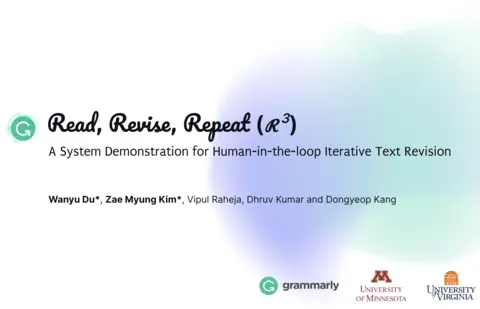 Read, Revise, Repeat (R³)
A System Demonstration for Human-in-the-loop Iterative Text Revision
Wanyu Du*, Zae Myung Kim*, Vipul Raheja, Dhruv Kumar and Dongyeop Kang
grammarly
M
UNIVERSITY
OF MINNESOTA
UNIVERSITY
of VIRGINIA